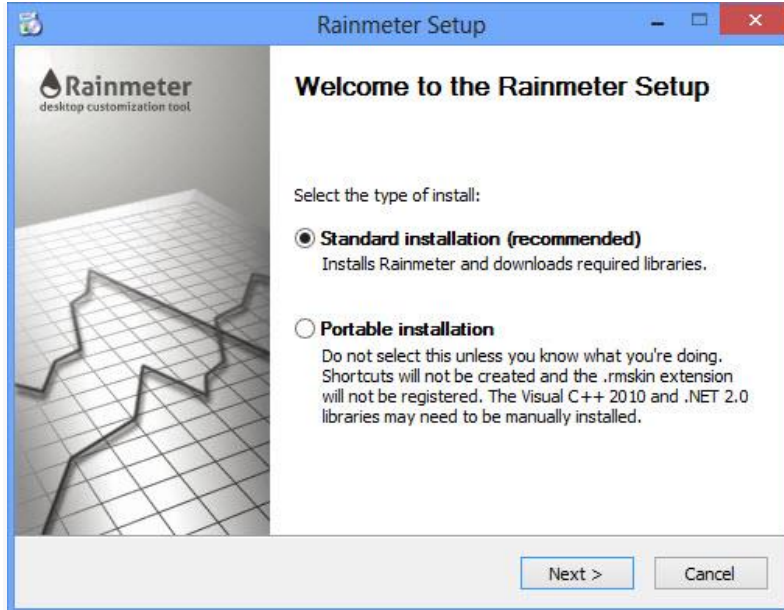 Rainmeter Setup
Rainmeter
desktop customization tool
Welcome to the Rainmeter Setup
Select the type of install:
Standard installation (recommended)
Installs Rainmeter and downloads required libraries.
Portable installation
Do not select this unless you know what you're doing.
Shortcuts will not be created and the .rmskin extension
will not be registered. The Visual C++ 2010 and .NET 2.0
libraries may need to be manually installed.
Next >
Cancel